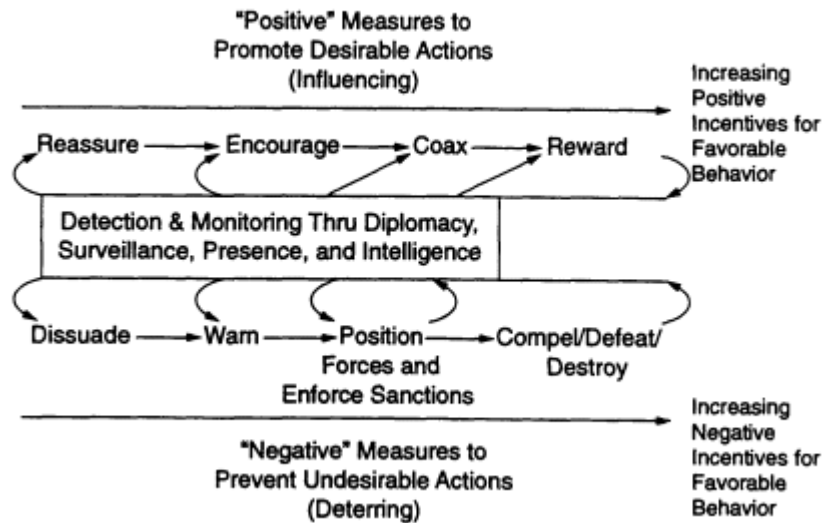 "Positive" Measures to
Promote Desirable Actions
(Influencing)
Increasing
Positive
Incentives for
Favorable
Behavior
Reassure
Encourage
Coax
Reward
Detection & Monitoring Thru Diplomacy,
Surveillance, Presence, and Intelligence
Dissuade
Warn
Position
Forces and
Enforce Sanctions
Compel/Defeat/
Destroy
"Negative" Measures to
Prevent Undesirable Actions
(Deterring)
Increasing
Negative
Incentives for
Favorable
Behavior